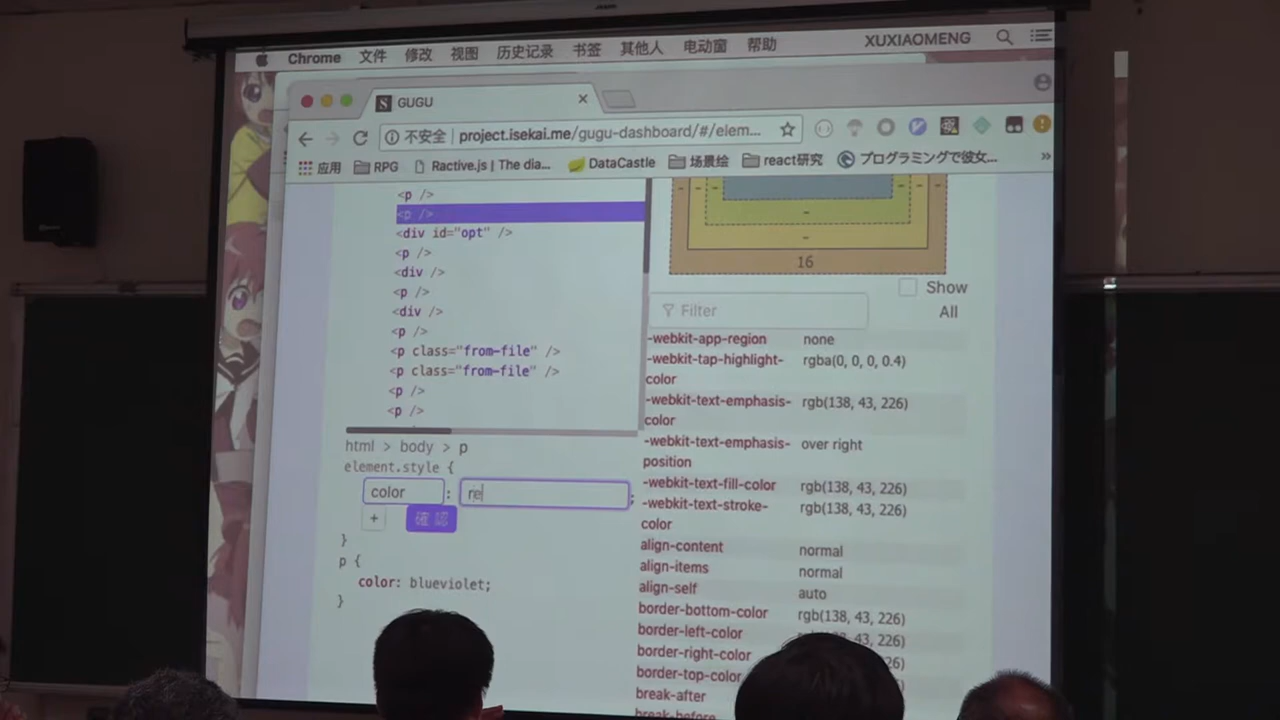 Chrome 文件 修改 视图 历史记录 书签 其他人 电动窗 帮助 XUXIAOMENG
GUGU
不安全 project.isekai.me/gugu-dashboard/#/elem...
应用 RPG Ractive.js | The dia... DataCastle 场景绘 react研究 プログラミングで彼女...
<p />
<p />
<div id="opt" />
<p />
<div />
<p />
<div />
<p />
<p class="from-file" />
<p class="from-file" />
<p />
<p />
html > body > p
element.style {
color : re ;
+ 確認
}
p {
color: blueviolet;
}
-
-
16
Show All
Filter
-webkit-app-region none
-webkit-tap-highlight-color rgba(0, 0, 0, 0.4)
-webkit-text-emphasis-color rgb(138, 43, 226)
-webkit-text-emphasis-position over right
-webkit-text-fill-color rgb(138, 43, 226)
-webkit-text-stroke-color rgb(138, 43, 226)
align-content normal
align-items normal
align-self auto
border-bottom-color rgb(138, 43, 226)
border-left-color 43, 226)
border-right-color 226)
border-top-color 226)
break-after
break-before